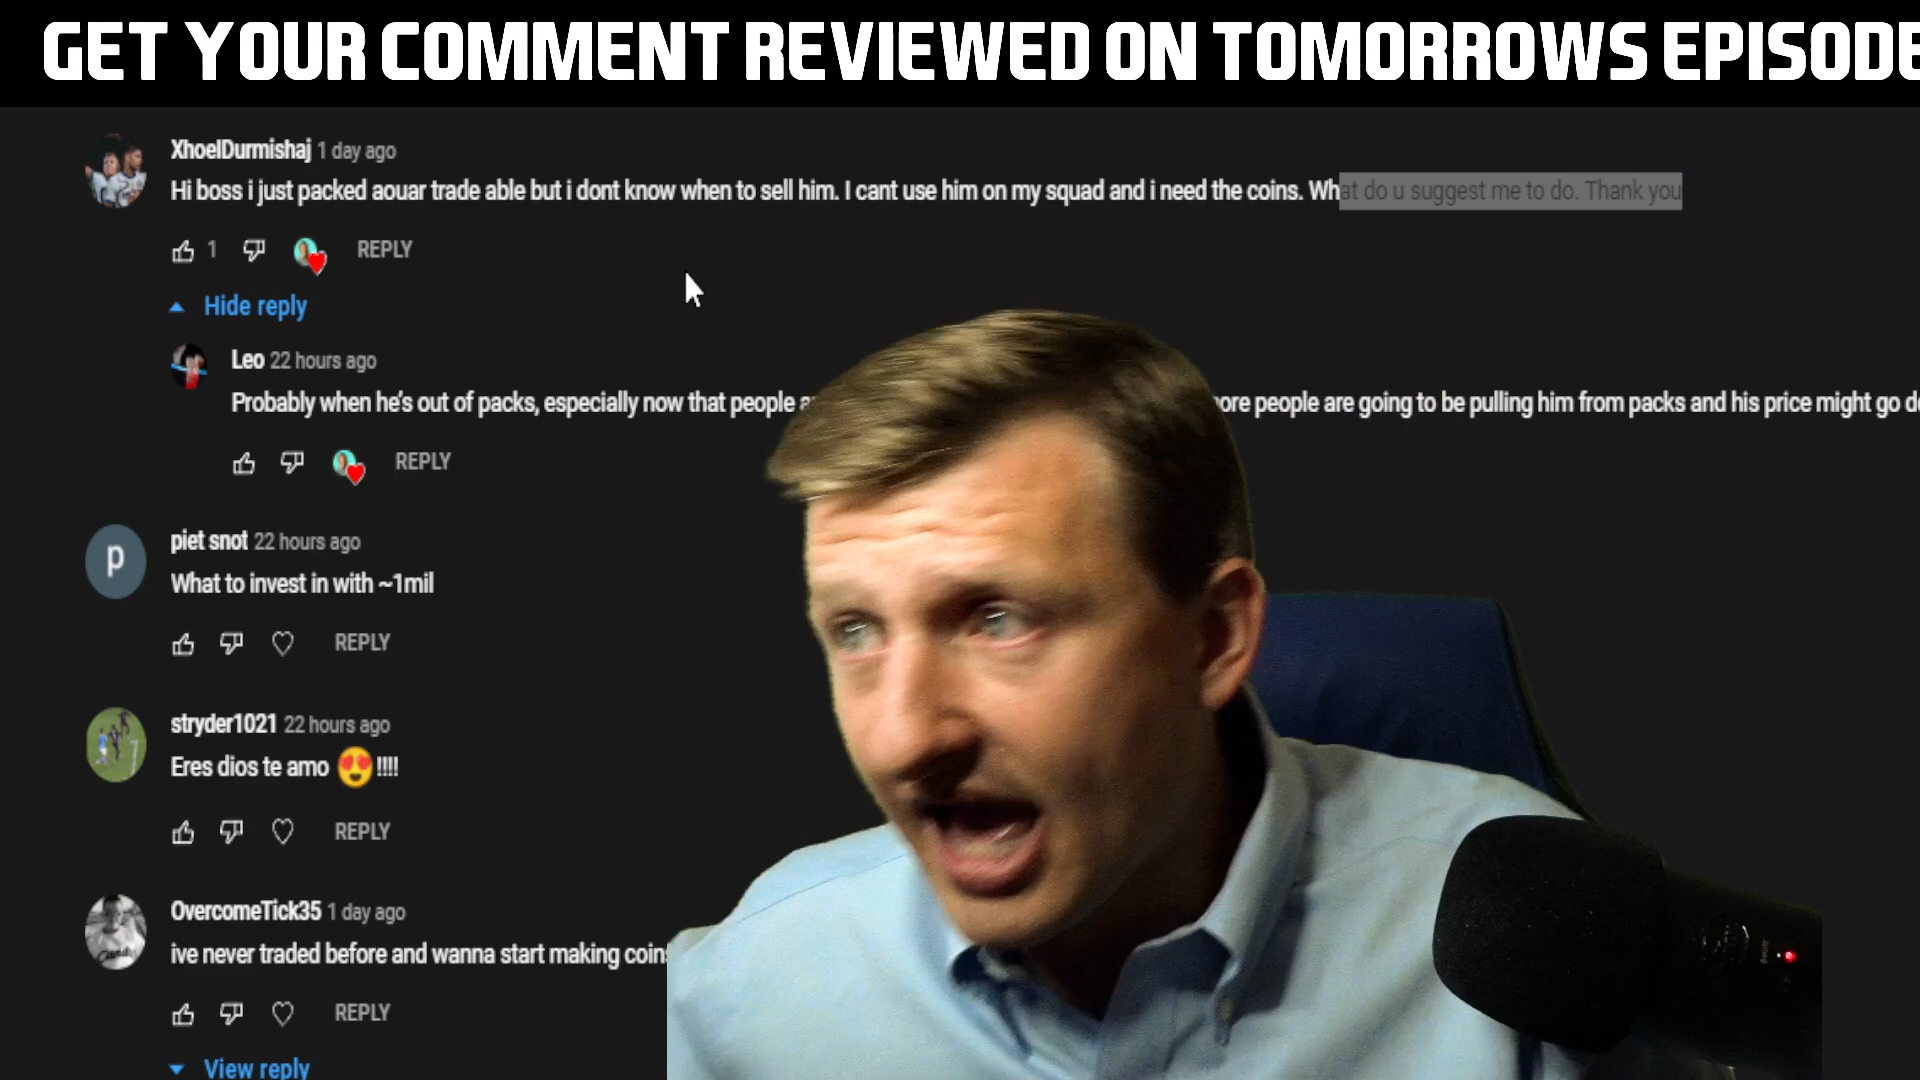 GET YOUR COMMENT REVIEWED ON TOMORROWS EPISODE
XhoelDurmishaj 1 day ago
Hi boss i just packed aouar trade able but i dont know when to sell him. I cant use him on my squad and i need the coins. What do u suggest me to do. Thank you
1 REPLY
Hide reply
Leo 22 hours ago
Probably when he's out of packs, especially now that people people are going to be pulling him from packs and his price might go
REPLY
p
piet snot 22 hours ago
What to invest in with ~1mil
REPLY
stryder1021 22 hours ago
Eres dios te amo 😍 !!!!
REPLY
OvercomeTick35 1 day ago
ive never traded before and wanna start making coins
REPLY
View reply